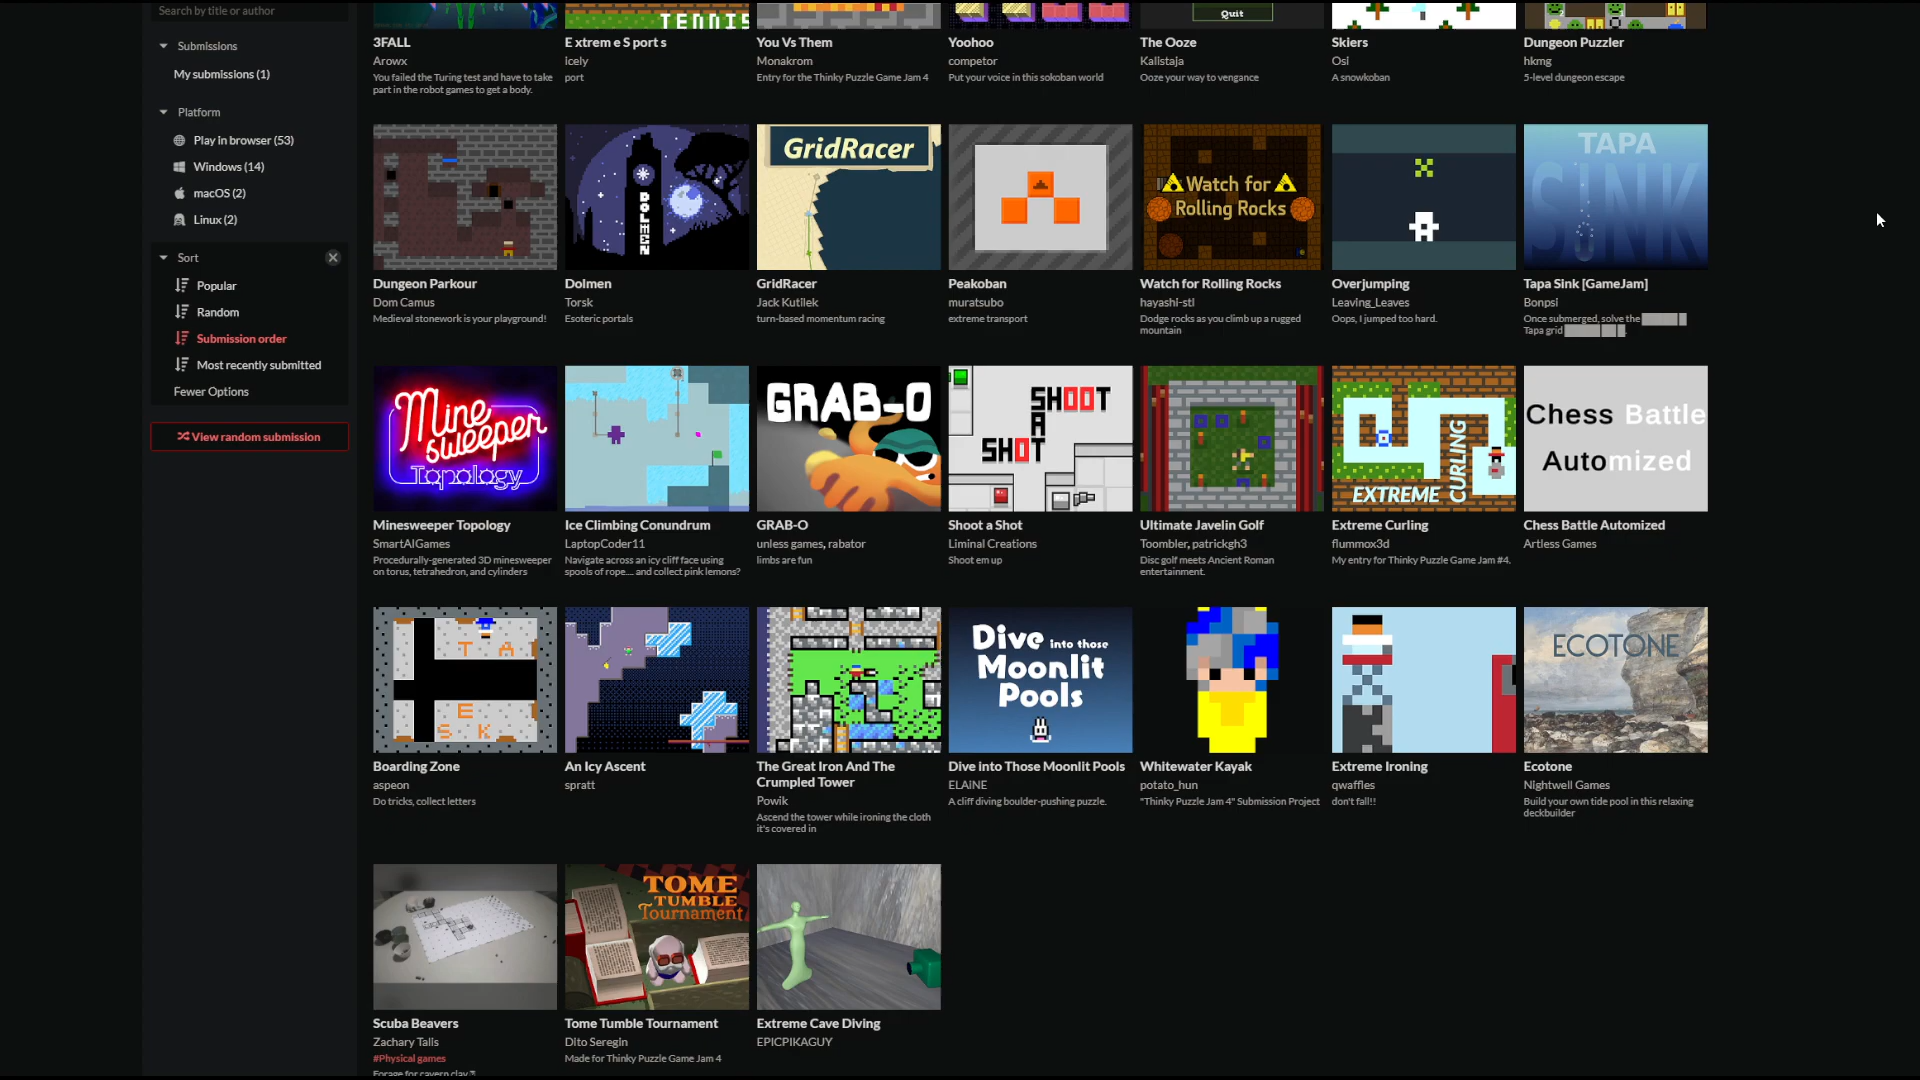 Search by title or author
Submissions
My submissions (1)
Platform
Play in browser (53)
Windows (14)
macOS (2)
Linux (2)
Sort
Popular
Random
Submission order
Most recently submitted
Fewer Options
View random submission
TENNIS
Quit
3FALL
Arowx
You failed the Turing test and have to take
part in the robot games to get a body.
E xtrem e S port s
icely
port
You Vs Them
Monakrom
Entry for the Thinky Puzzle Game Jam 4
Yoohoo
competor
Put your voice in this sokoban world
The Ooze
Kalistaja
Ooze your way to vengance
Skiers
Osi
A snowkoban
Dungeon Puzzler
hkmg
5-level dungeon escape
DOLMEN
GridRacer
Watch for
Rolling Rocks
TAPA
SINK
Dungeon Parkour
Dom Camus
Medieval stonework is your playground!
Dolmen
Torsk
Esoteric portals
GridRacer
Jack Kutilek
turn-based momentum racing
Peakoban
muratsubo
extreme transport
Watch for Rolling Rocks
hayashi-stl
Dodge rocks as you climb up a rugged
mountain
Overjumping
Leaving_Leaves
Oops, I jumped too hard.
Tapa Sink [GameJam]
Bonpsi
Once submerged, solve the █████ █
Tapa grid ████ ██ █.
Mine
sweeper
Topology
GRAB-O
SHOOT
A
SHOT
EXTREME CURLING
Chess Battle
Automized
Minesweeper Topology
SmartAIGames
Procedurally-generated 3D minesweeper
on torus, tetrahedron, and cylinders
Ice Climbing Conundrum
LaptopCoder11
Navigate across an icy cliff face using
spools of rope.... and collect pink lemons?
GRAB-O
unless games, rabator
limbs are fun
Shoot a Shot
Liminal Creations
Shoot em up
Ultimate Javelin Golf
Toombler, patrickgh3
Disc golf meets Ancient Roman
entertainment.
Extreme Curling
flummox3d
My entry for Thinky Puzzle Game Jam #4.
Chess Battle Automized
Artless Games
T A
E
S K
Dive into those
Moonlit
Pools
ECOTONE
Boarding Zone
aspeon
Do tricks, collect letters
An Icy Ascent
spratt
The Great Iron And The
Crumpled Tower
Powik
Ascend the tower while ironing the cloth
it's covered in
Dive into Those Moonlit Pools
ELAINE
A cliff diving boulder-pushing puzzle.
Whitewater Kayak
potato_hun
"Thinky Puzzle Jam 4" Submission Project
Extreme Ironing
qwaffles
don't fall!!
Ecotone
Nightwell Games
Build your own tide pool in this relaxing
deckbuilder
TOME
TUMBLE
Tournament
Scuba Beavers
Zachary Tails
#Physical games
Forage for cavern clay
Tome Tumble Tournament
Dito Seregin
Made for Thinky Puzzle Game Jam 4
Extreme Cave Diving
EPICPIKAGUY